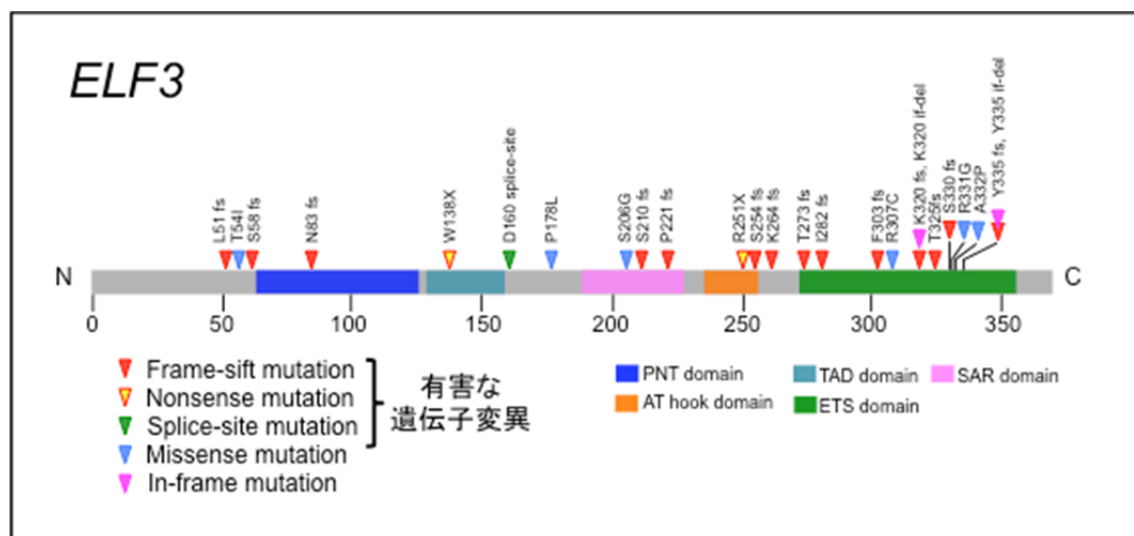 ELF3
L51 fs
T54I
S58 fs
N83 fs
W138X
D160 splice-site
P178L
S206G
S210 fs
P221 fs
R251X
S254 fs
K264 fs
T273 fs
I282 fs
F303 fs
R307C
K320 fs, K320 if-del
T325fs
S330 fs
R331G
A332P
Y335 fs, Y335 if-del
N
C
0 50 100 150 200 250 300 350
Frame-sift mutation
Nonsense mutation
Splice-site mutation
Missense mutation
In-frame mutation
有害な
遺伝子変異
PNT domain TAD domain SAR domain
AT hook domain ETS domain